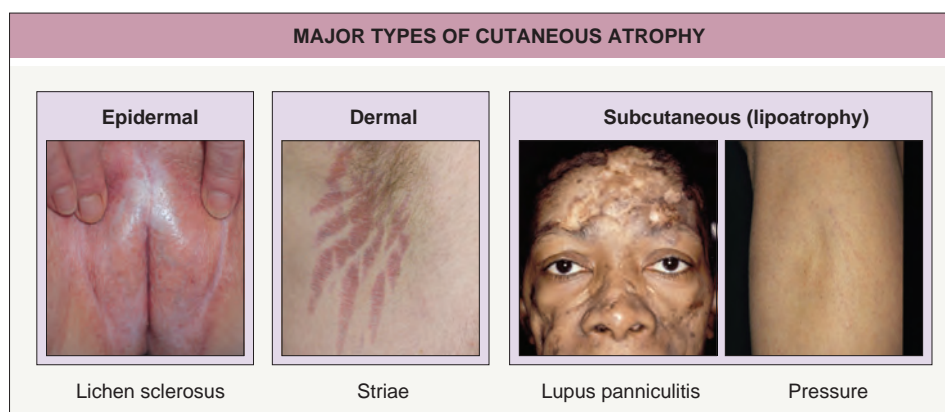 MAJOR TYPES OF CUTANEOUS ATROPHY
Epidermal
Dermal
Subcutaneous (lipoatrophy)
Lichen sclerosus
Striae
Lupus panniculitis
Pressure